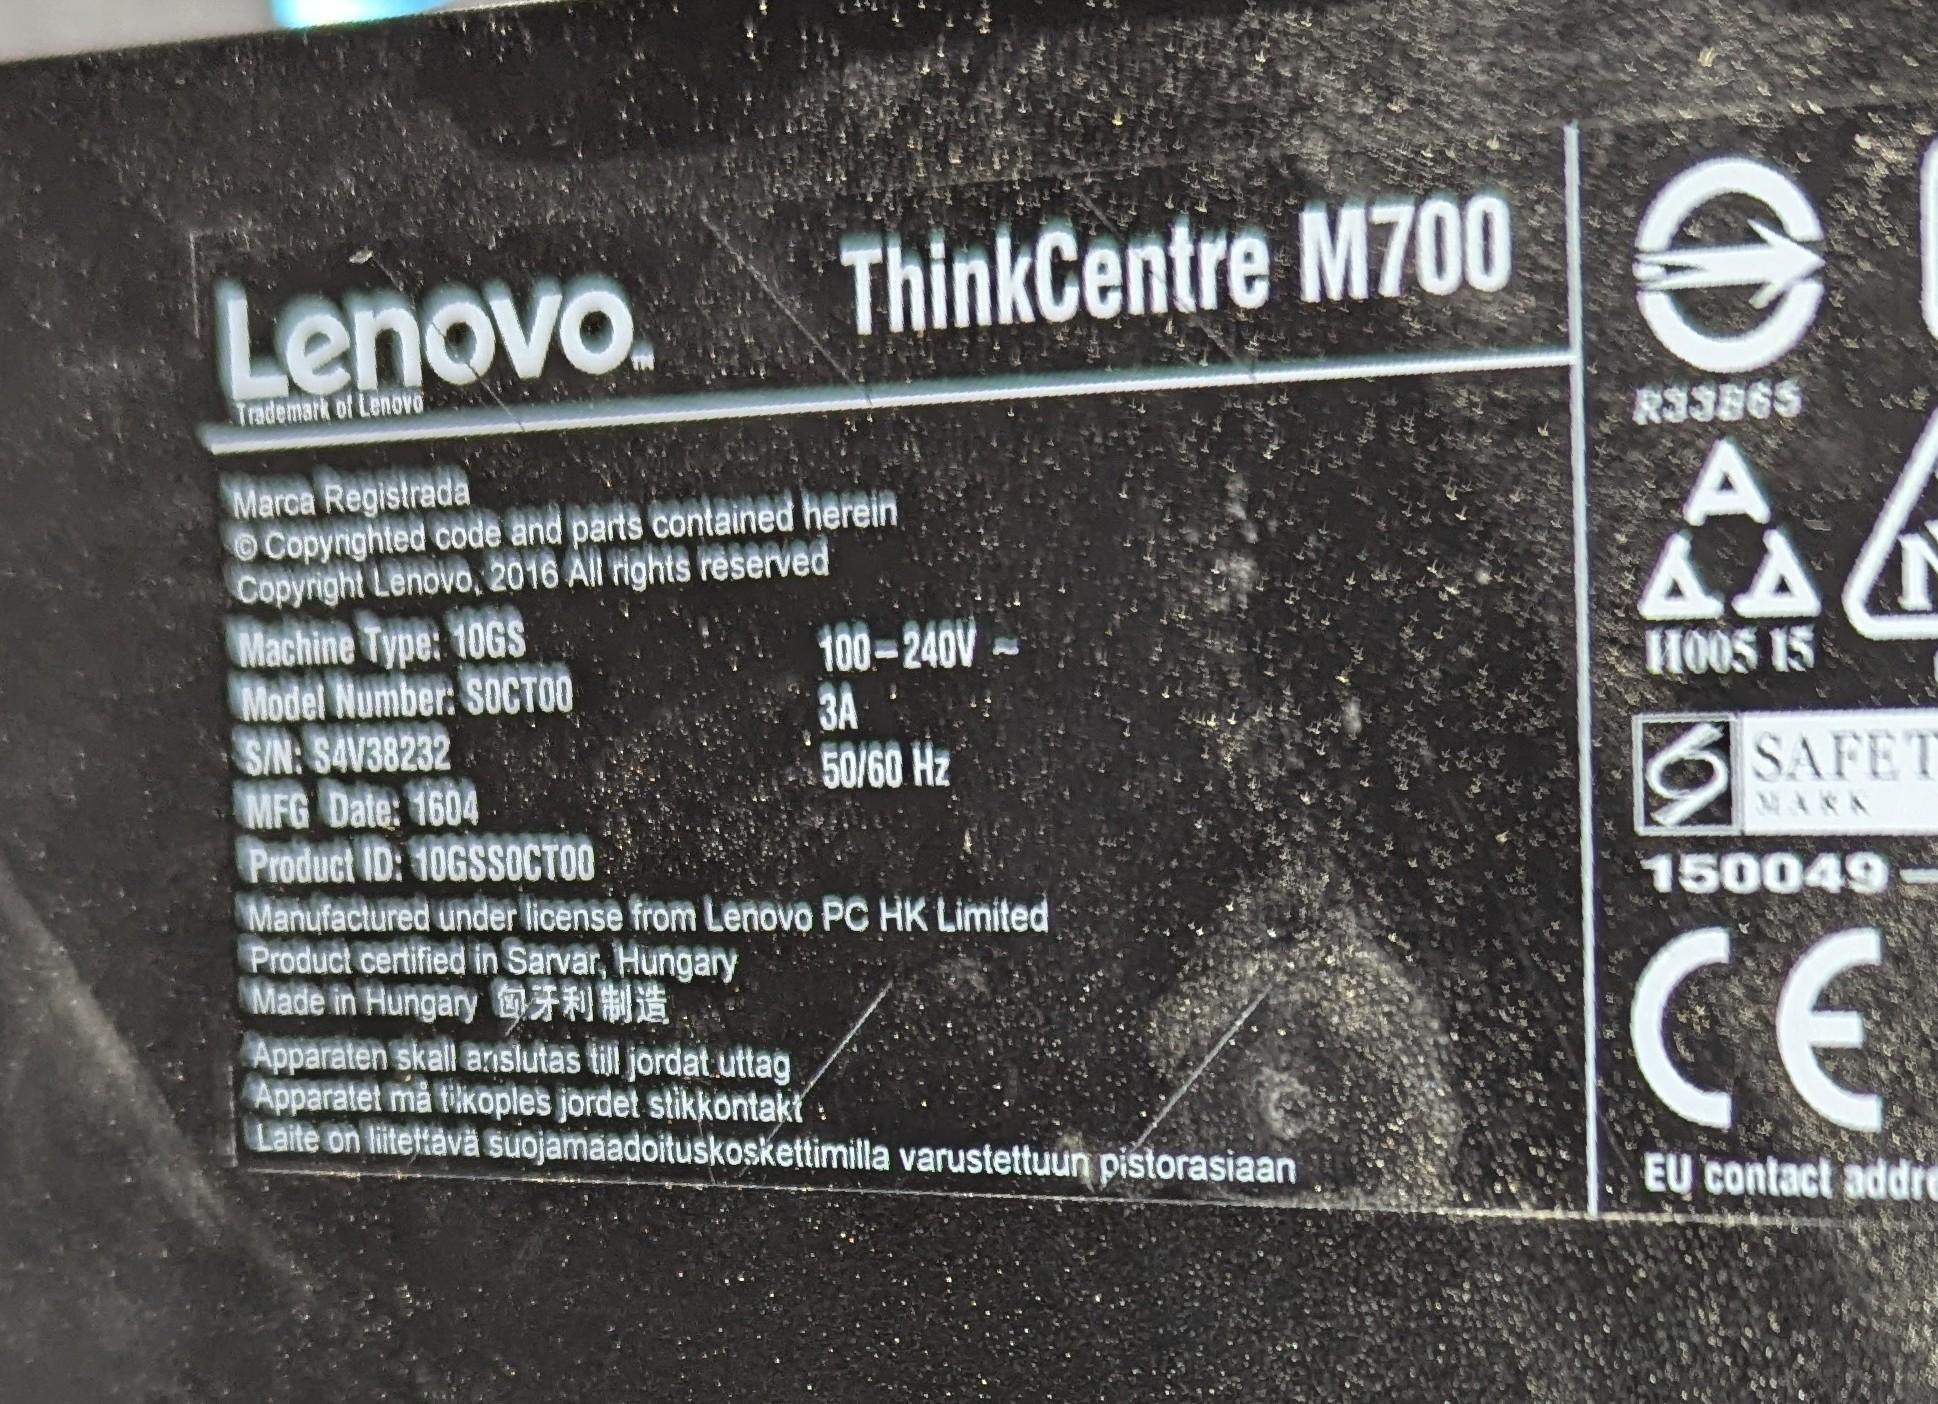 Lenovo™
Trademark of Lenovo
ThinkCentre M700
Marca Registrada
© Copyrighted code and parts contained herein
Copyright Lenovo, 2016 All rights reserved
Machine Type: 10GS
Model Number: S0CT00
S/N: S4V38232
MFG Date: 1604
Product ID: 10GSS0CT00
100-240V ~
3A
50/60 Hz
Manufactured under license from Lenovo PC HK Limited
Product certified in Sarvar, Hungary
Made in Hungary 匈牙利制造
Apparaten skall anslutas till jordat uttag
Apparatet må tilkoples jordet stikkontakt
Laite on liitettävä suojamaadoituskoskettimilla varustettuun pistorasiaan
R33B65
A
H005 15
N
SAFET
MARK
150049-
CE
EU contact addre